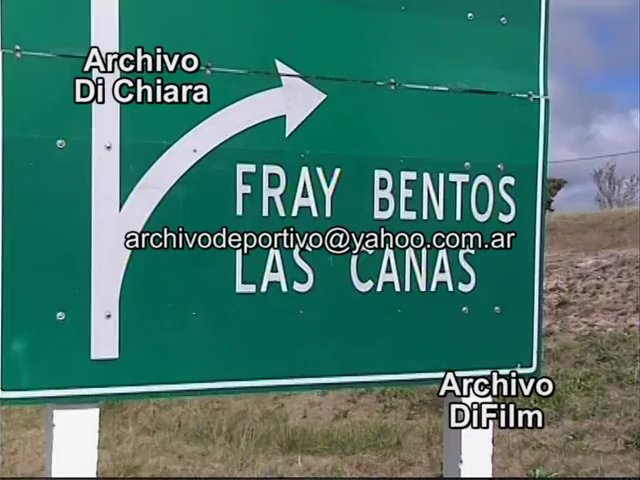 Archivo
Di Chiara
FRAY BENTOS
archivodeportivo@yahoo.com.ar
LAS CAÑAS
Archivo
DiFilm